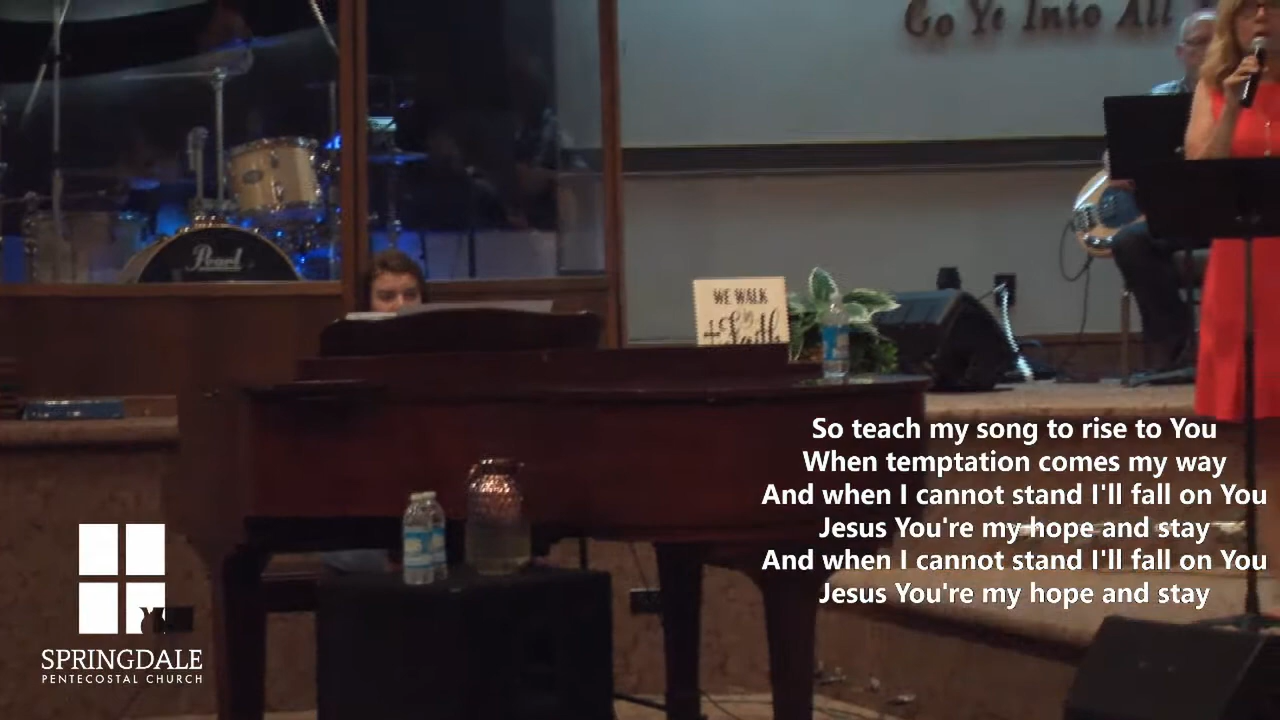 Go Ye Into All
Pearl
WE WALK
by
Faith
So teach my song to rise to You
When temptation comes my way
And when I cannot stand I'll fall on You
Jesus You're my hope and stay
And when I cannot stand I'll fall on You
Jesus You're my hope and stay
SPRINGDALE
PENTECOSTAL CHURCH